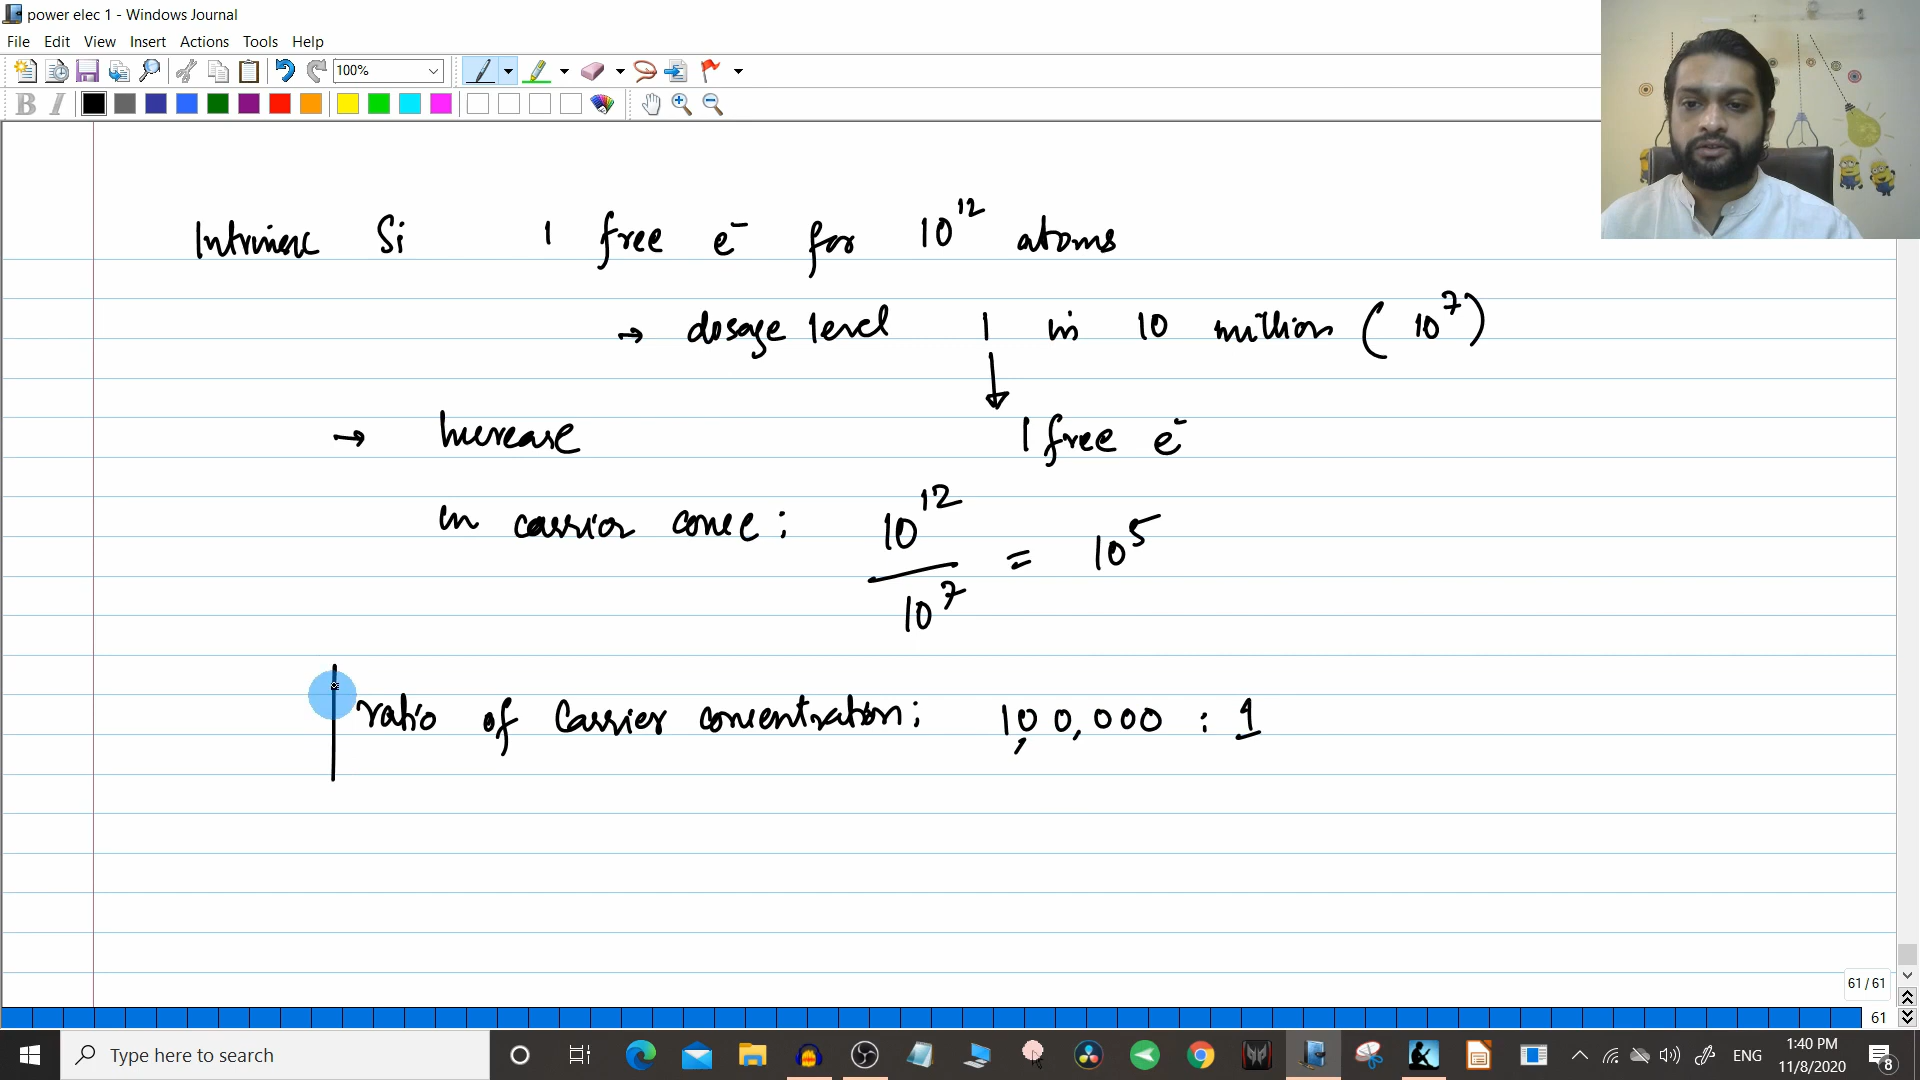 power elec 1 - Windows Journal
File Edit View Insert Actions Tools Help
100%
B I
Intrinsic Si 1 free e⁻ for 10¹² atoms
→ dosage level 1 in 10 million (10⁷)
→ Increase 1 free e⁻
in carrier conc : 10¹² / 10⁷ = 10⁵
ratio of Carrier concentration : 1,00,000 : 1
61 / 61
61
Type here to search
ENG
1:40 PM
11/8/2020
8